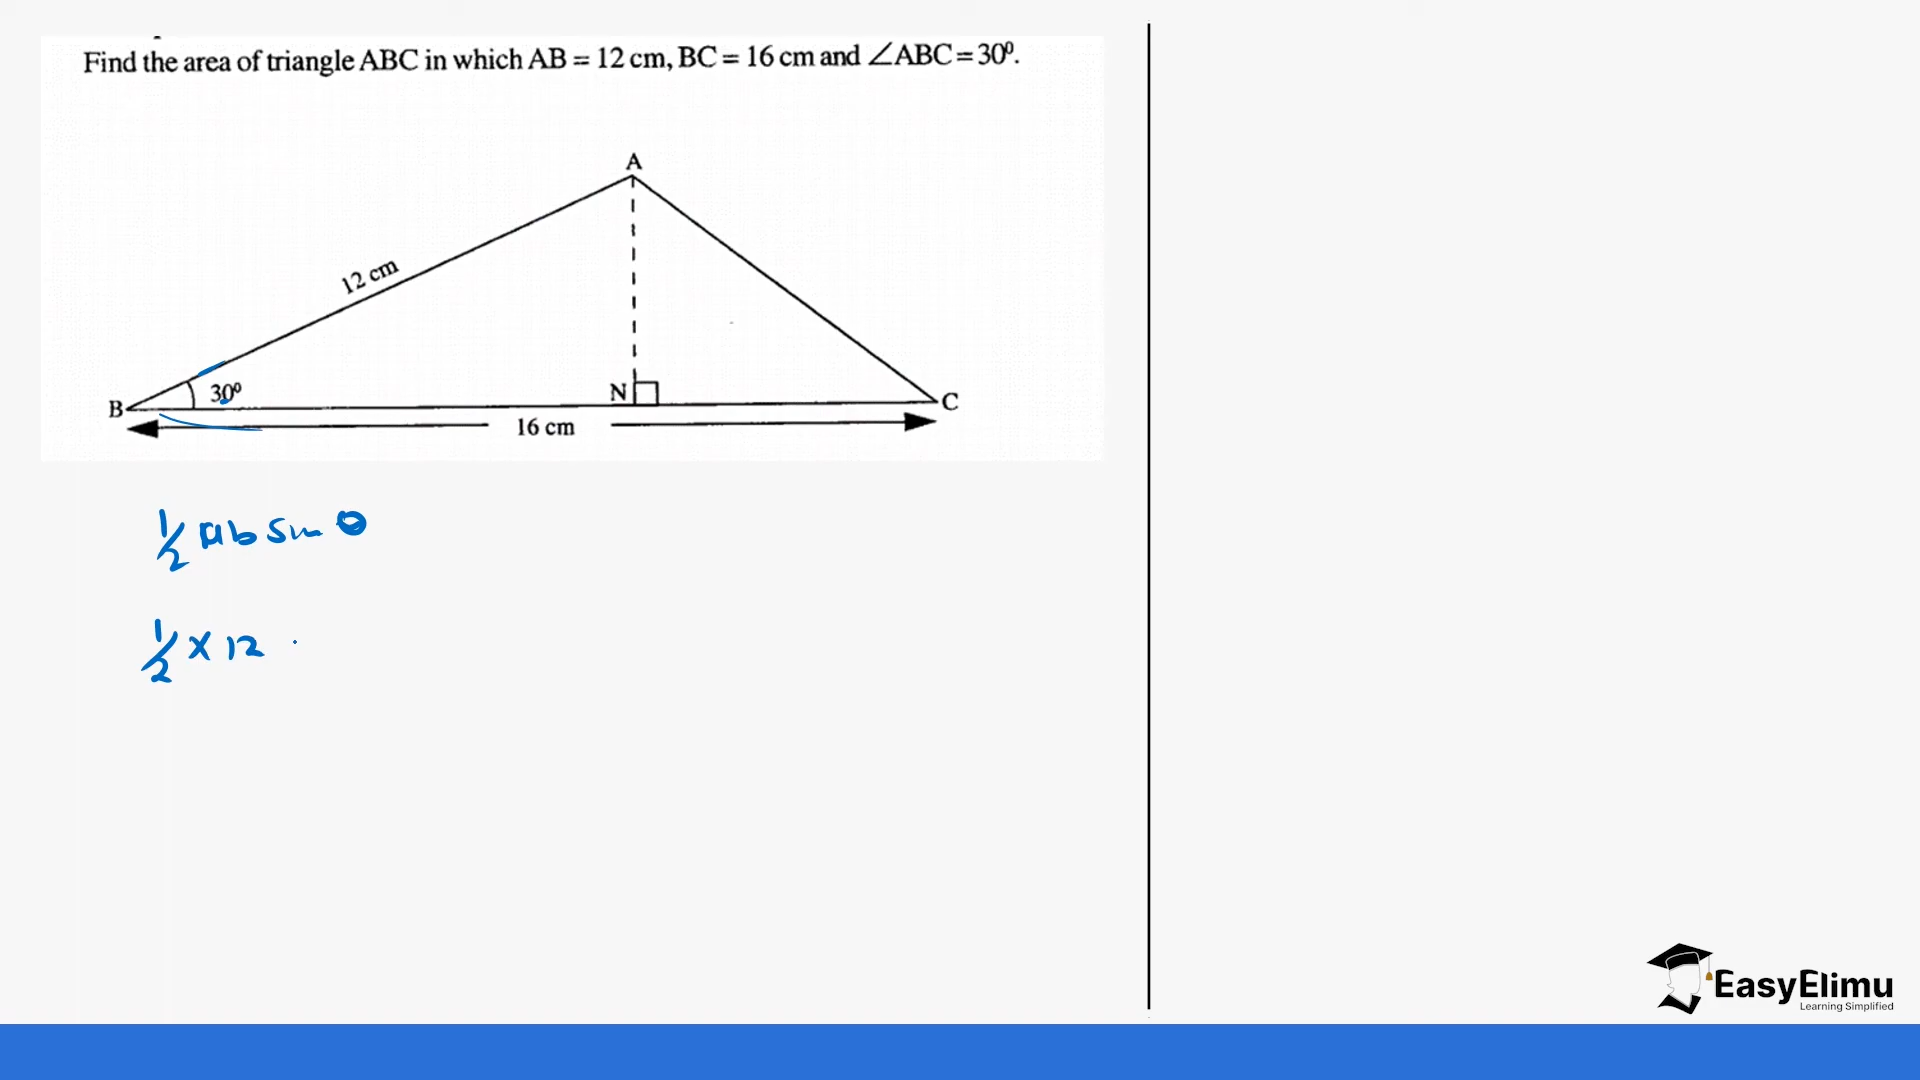 Find the area of triangle ABC in which AB = 12 cm, BC = 16 cm and ∠ABC = 30⁰.
A
12 cm
30⁰
N
B
C
16 cm
½ ab sin θ
½ × 12
EasyElimu
Learning Simplified